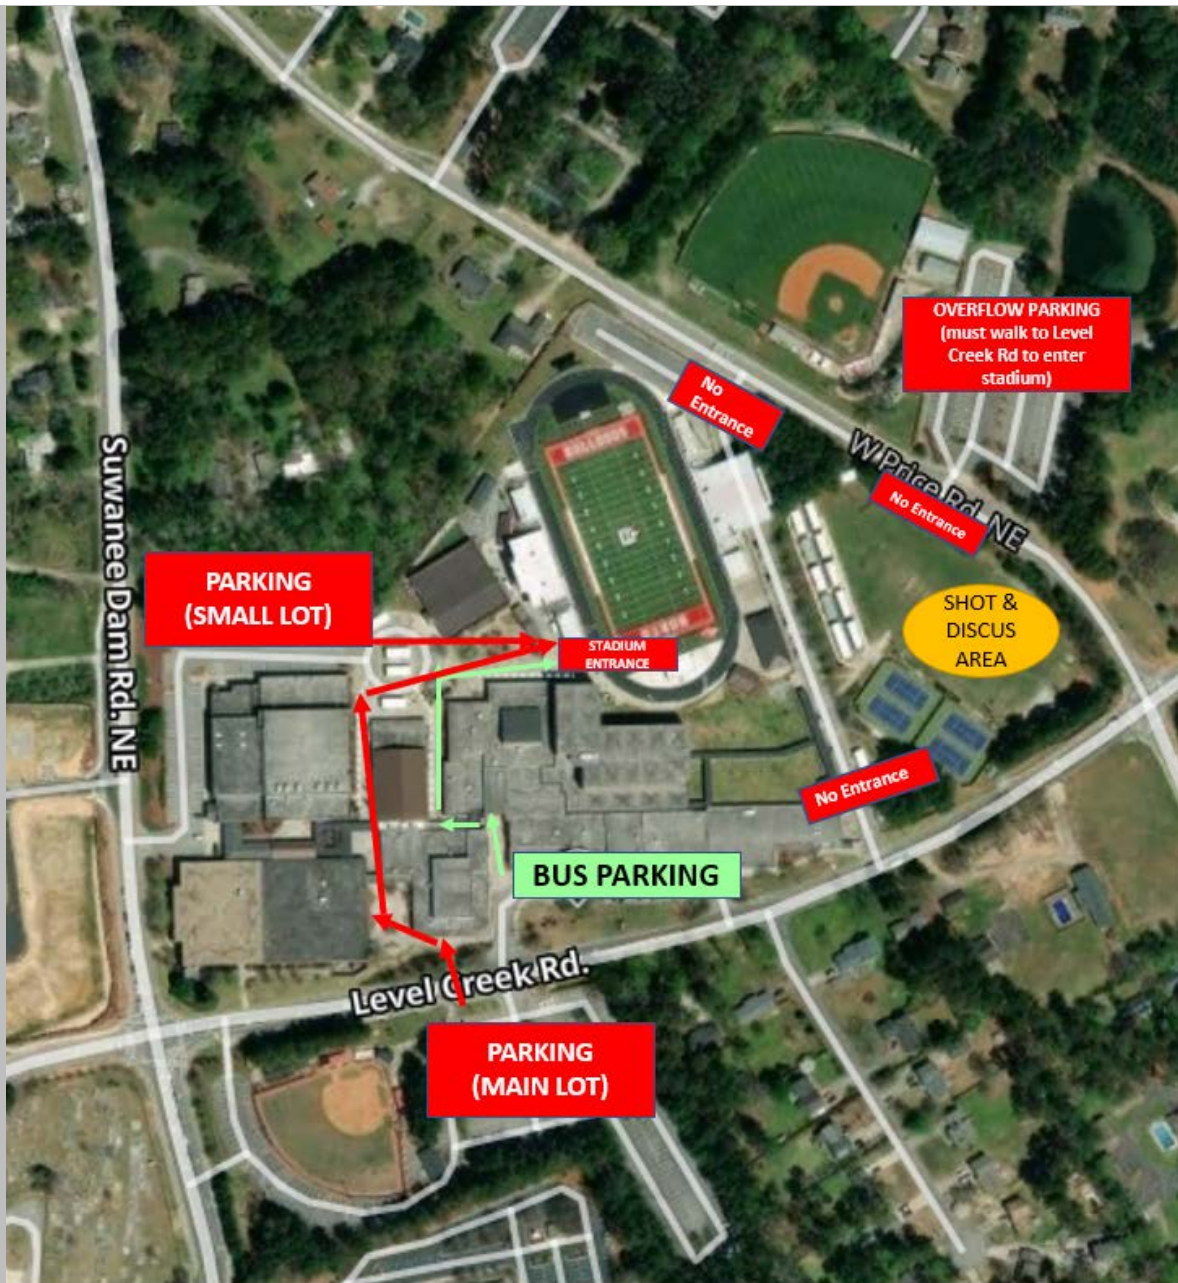 OVERFLOW PARKING
(must walk to Level
Creek Rd to enter
stadium)
No
Entrance
W Price Rd. NE
No Entrance
Suwanee Dam Rd. NE
PARKING
(SMALL LOT)
SHOT &
DISCUS
AREA
STADIUM
ENTRANCE
No Entrance
BUS PARKING
Level Creek Rd.
PARKING
(MAIN LOT)